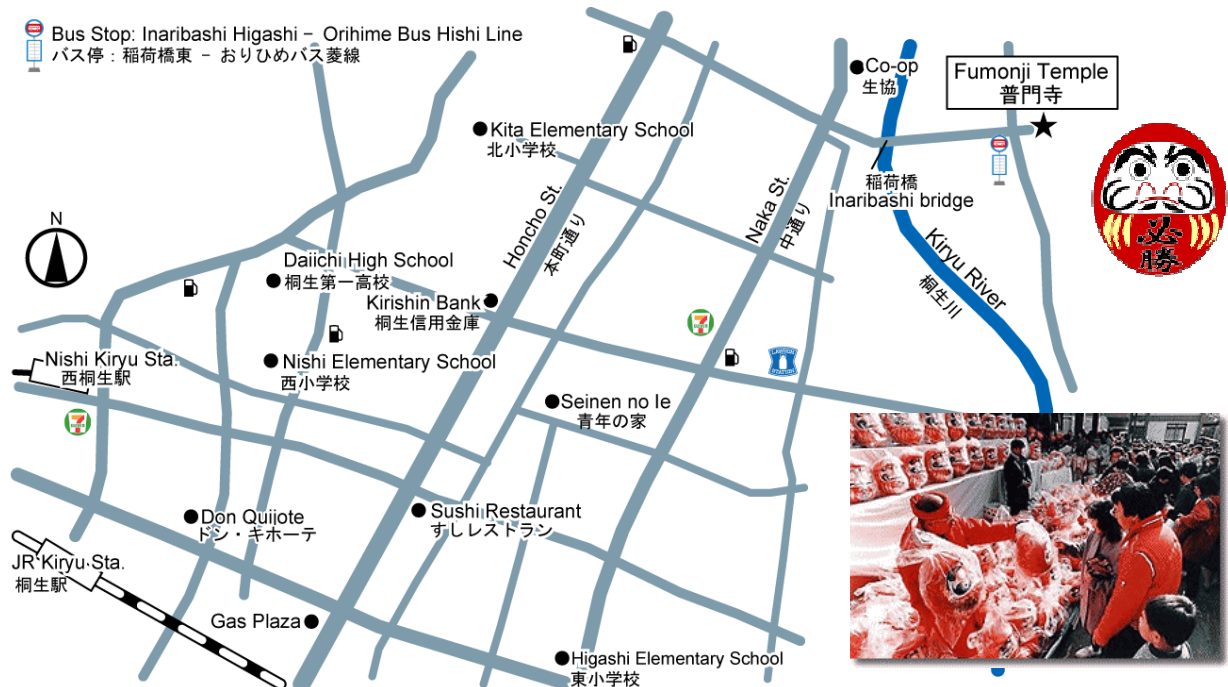 Bus Stop: Inaribashi Higashi – Orihime Bus Hishi Line
バス停：稲荷橋東 － おりひめバス菱線
Co-op
生協
Fumonji Temple
普門寺
Kita Elementary School
北小学校
稲荷橋
Inaribashi bridge
必勝
N
Honcho St.
本町通り
Naka St.
中通り
Kiryu River
桐生川
Daiichi High School
桐生第一高校
Kirishin Bank
桐生信用金庫
7
LAWSON
STATION
Nishi Kiryu Sta.
西桐生駅
Nishi Elementary School
西小学校
7
Seinen no Ie
青年の家
Don Quijote
ドン・キホーテ
Sushi Restaurant
すしレストラン
JR Kiryu Sta.
桐生駅
Gas Plaza
Higashi Elementary School
東小学校